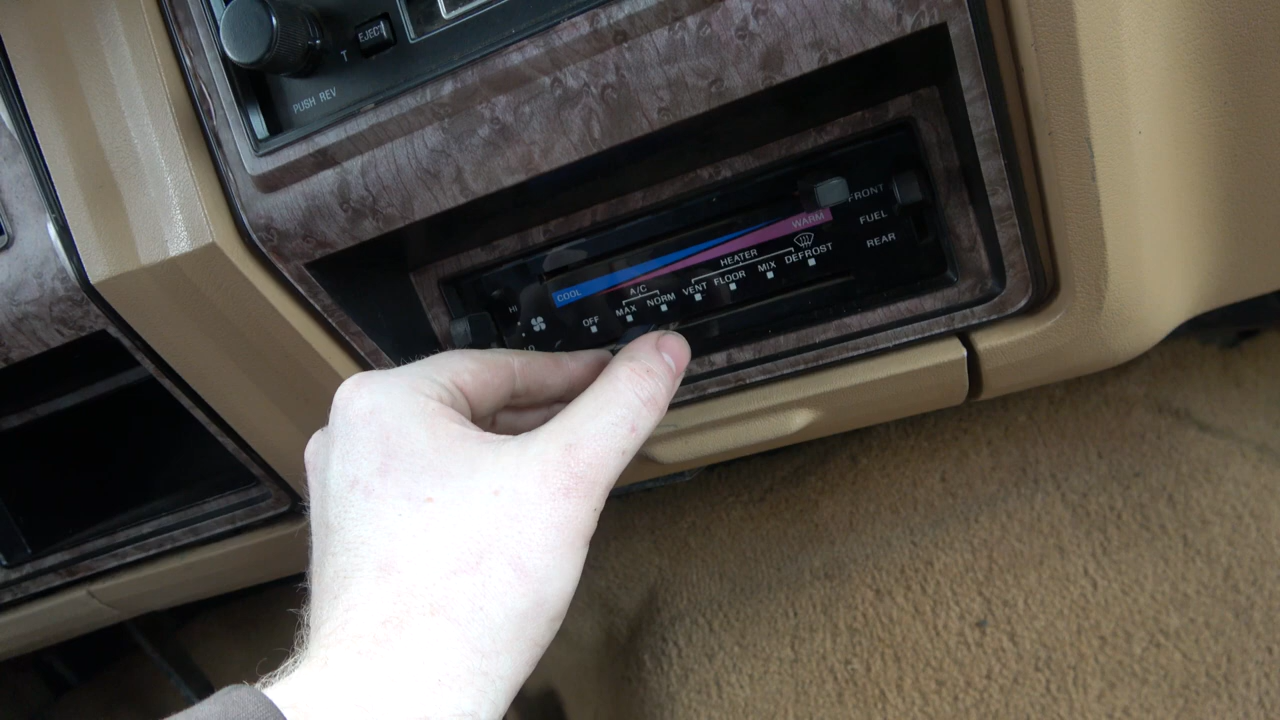 EJECT
T
PUSH REV
WARM
COOL
FRONT
FUEL
REAR
HI
A/C
HEATER
OFF
MAX
NORM
VENT
FLOOR
MIX
DEFROST